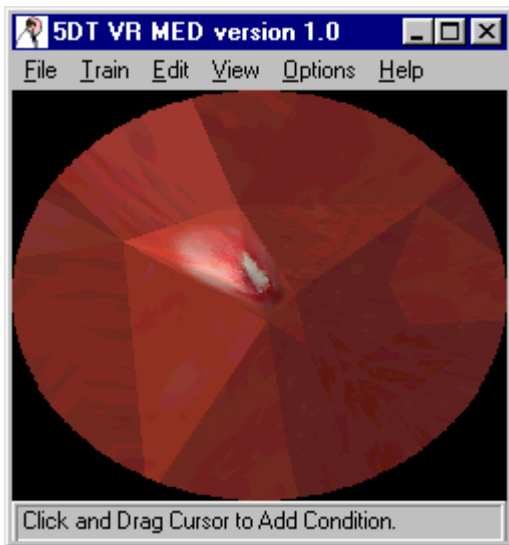 5DT VR MED version 1.0
File Train Edit View Options Help
Click and Drag Cursor to Add Condition.